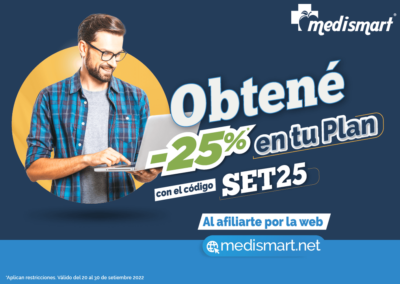 medismart
Obtené
-25%
en tu Plan
con el código
SET25
Al afiliarte por la web
medismart.net
*Aplican restricciones. Válido del 20 al 30 de setiembre 2022